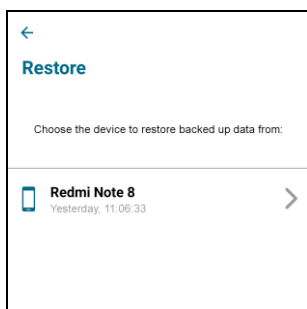 Restore
Choose the device to restore backed up data from:
Redmi Note 8
Yesterday, 11:06:33